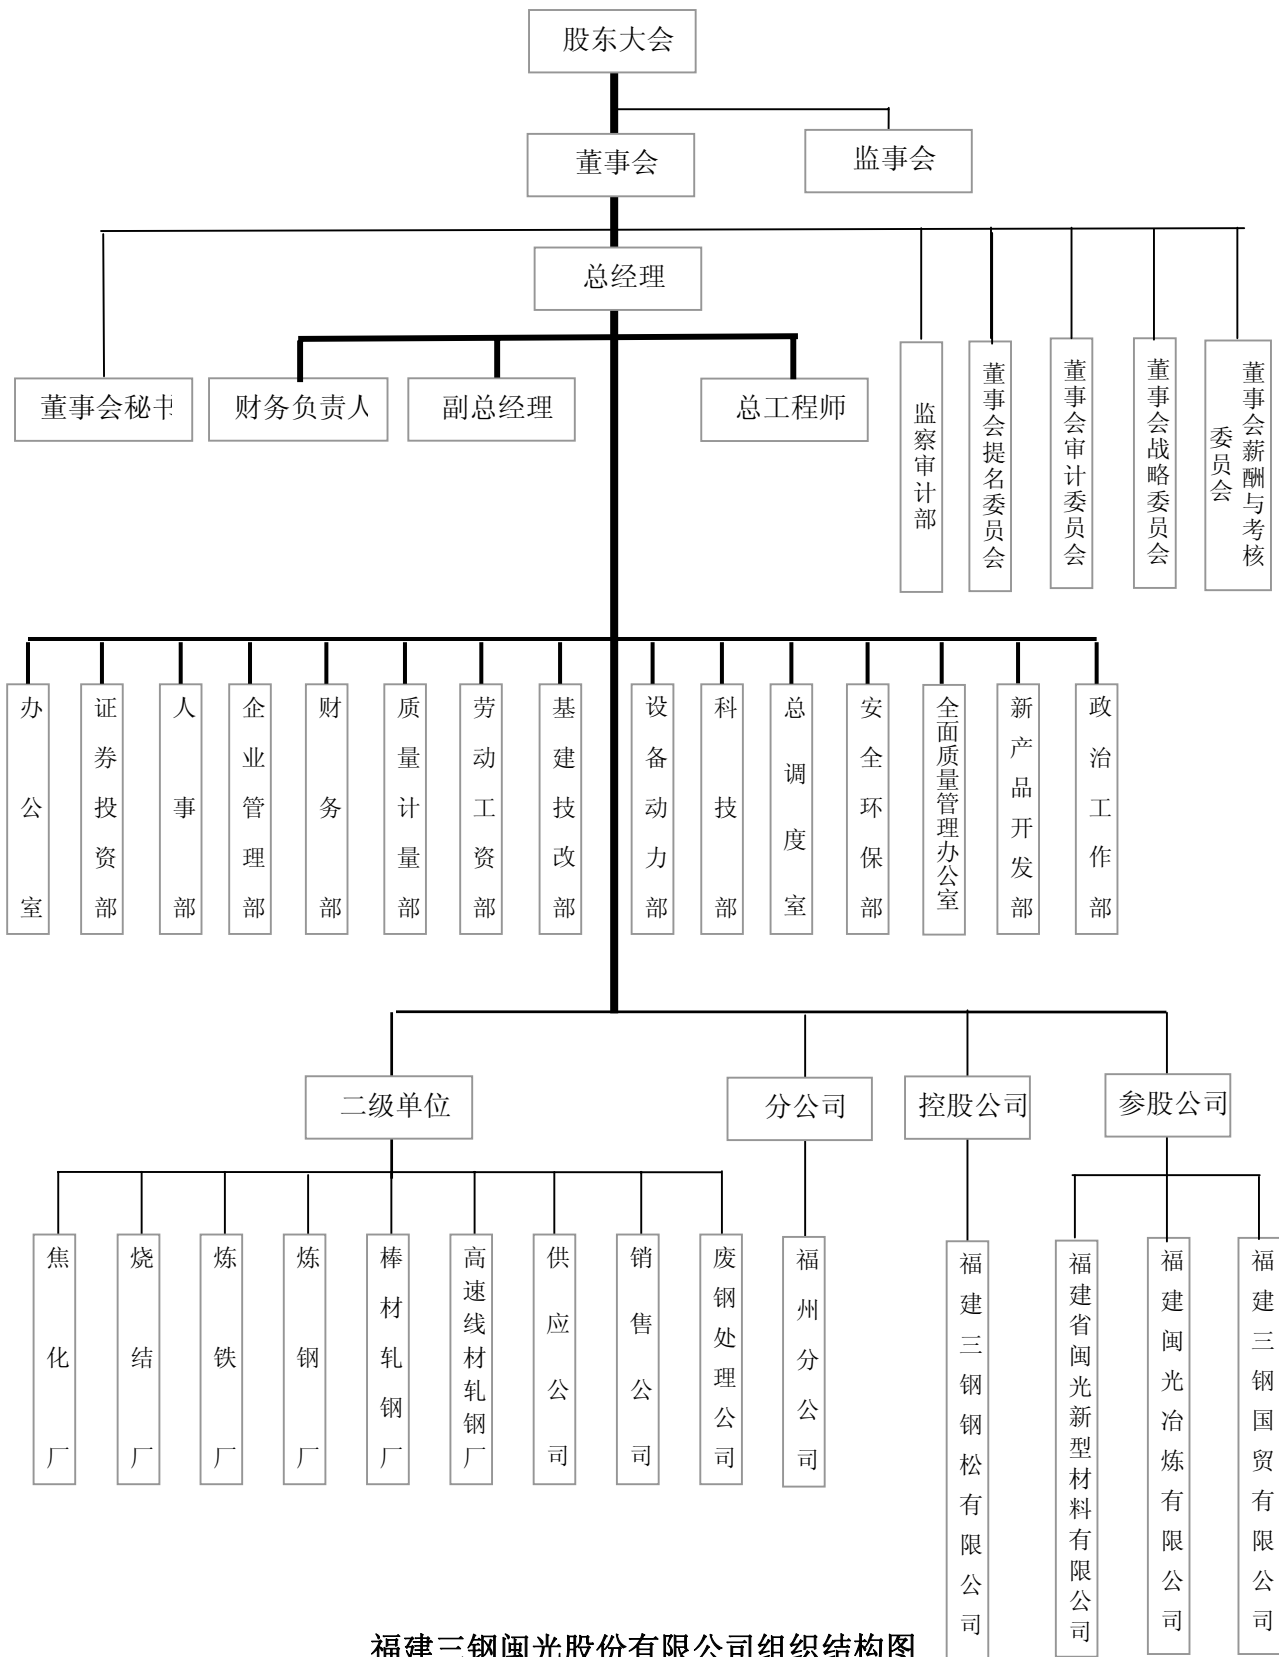 股东大会
董事会
监事会
总经理
董事会秘书
财务负责人
副总经理
总工程师
监察审计部
董事会提名委员会
董事会审计委员会
董事会战略委员会
董事会薪酬与考核
委员会
办公室
证券投资部
人事部
企业管理部
财务部
质量计量部
劳动工资部
基建技改部
设备动力部
科技部
总调度室
安全环保部
全面质量管理办公室
新产品开发部
政治工作部
二级单位
分公司
控股公司
参股公司
焦化厂
烧结厂
炼铁厂
炼钢厂
棒材轧钢厂
高速线材轧钢厂
供应公司
销售公司
废钢处理公司
福州分公司
福建三钢钢松有限公司
福建省闽光新型材料有限公司
福建闽光冶炼有限公司
福建三钢国贸有限公司
福建三钢闽光股份有限公司组织结构图